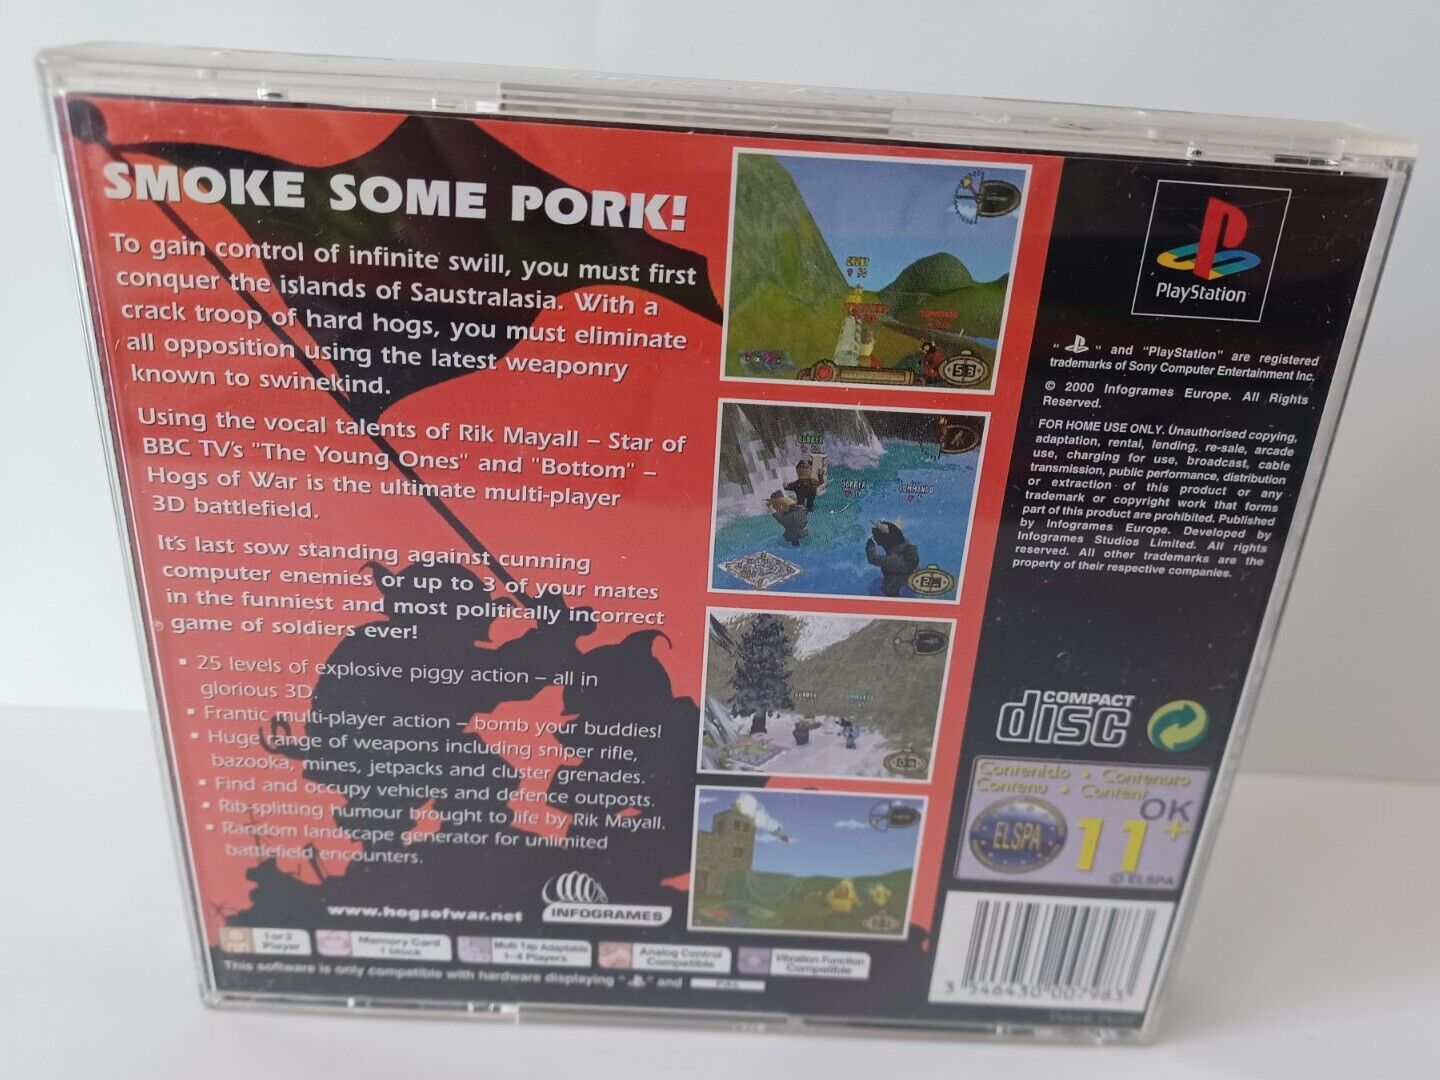 SMOKE SOME PORK!
To gain control of infinite swill, you must first
conquer the islands of Saustralasia. With a
crack troop of hard hogs, you must eliminate
all opposition using the latest weaponry
known to swinekind.
Using the vocal talents of Rik Mayall – Star of
BBC TV's "The Young Ones" and "Bottom" –
Hogs of War is the ultimate multi-player
3D battlefield.
It's last sow standing against cunning
computer enemies or up to 3 of your mates
in the funniest and most politically incorrect
game of soldiers ever!
▪ 25 levels of explosive piggy action – all in
glorious 3D.
▪ Frantic multi-player action – bomb your buddies!
▪ Huge range of weapons including sniper rifle,
bazooka, mines, jetpacks and cluster grenades.
▪ Find and occupy vehicles and defence outposts.
▪ Rib-splitting humour brought to life by Rik Mayall.
▪ Random landscape generator for unlimited
battlefield encounters.
www.hogsofwar.net
INFOGRAMES
1 or 2
Player
Memory Card
1 block
Multi Tap Adaptable
1-4 Players
Analog Control
Compatible
Vibration Function
Compatible
This software is only compatible with hardware displaying " " and
GRUNT
50
COMMANDO
53
GUNNER
SAPPER
COMMANDO
GUNNER
COMMANDO
PlayStation
" " and "PlayStation" are registered
trademarks of Sony Computer Entertainment Inc.
© 2000 Infogrames Europe. All Rights
Reserved.
FOR HOME USE ONLY. Unauthorised copying,
adaptation, rental, lending, re-sale, arcade
use, charging for use, broadcast, cable
transmission, public performance, distribution
or extraction of this product or any
trademark or copyright work that forms
part of this product are prohibited. Published
by Infogrames Europe. Developed by
Infogrames Studios Limited. All rights
reserved. All other trademarks are the
property of their respective companies.
COMPACT
disc
Contenido • Contenuto
Contenu • Content
OK
ELSPA
11+
© ELSPA
3 548430 007983